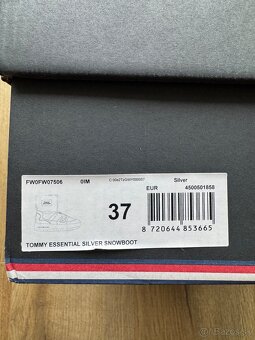 FW0FW07506 0IM Silver
EUR 4500501858
37
8 720644 853665
TOMMY ESSENTIAL SILVER SNOWBOOT